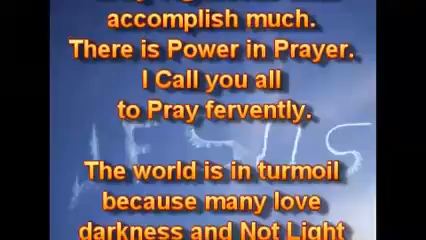 accomplish much.
There is Power in Prayer.
I Call you all
to Pray fervently.
JESUS
The world is in turmoil
because many love
darkness and Not Light